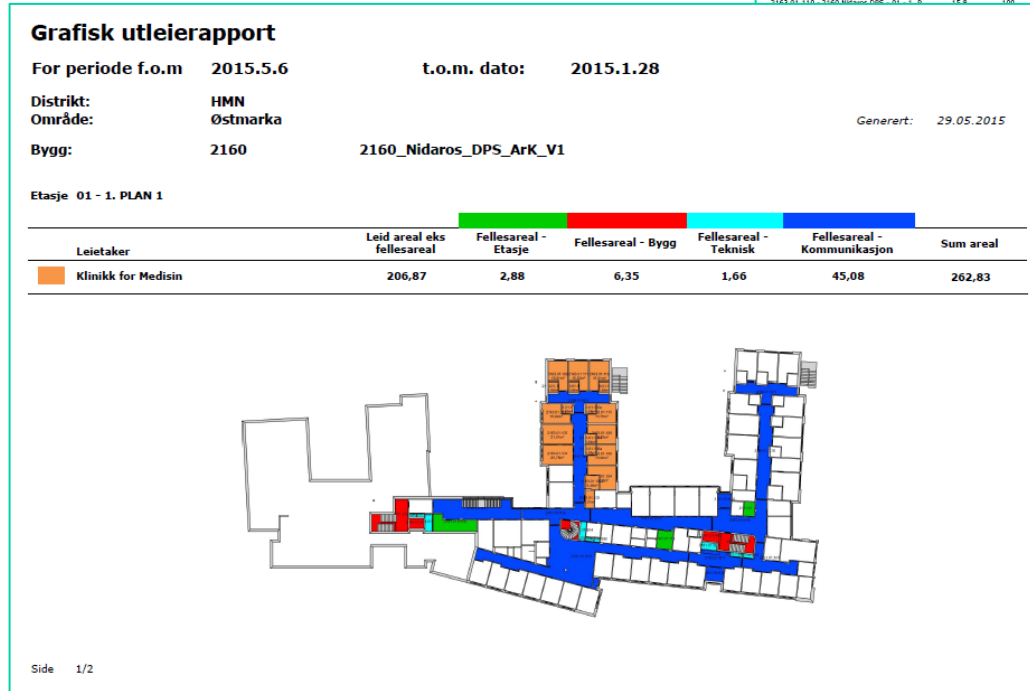 Grafisk utleierapport
For periode f.o.m 2015.5.6 t.o.m. dato: 2015.1.28
Distrikt: HMN
Område: Østmarka
Generert: 29.05.2015
Bygg: 2160 2160_Nidaros_DPS_ArK_V1
Etasje 01 - 1. PLAN 1
Leietaker Leid areal eks fellesareal Fellesareal - Etasje Fellesareal - Bygg Fellesareal - Teknisk Fellesareal - Kommunikasjon Sum areal
Klinikk for Medisin 206,87 2,88 6,35 1,66 45,08 262,83
Side 1/2